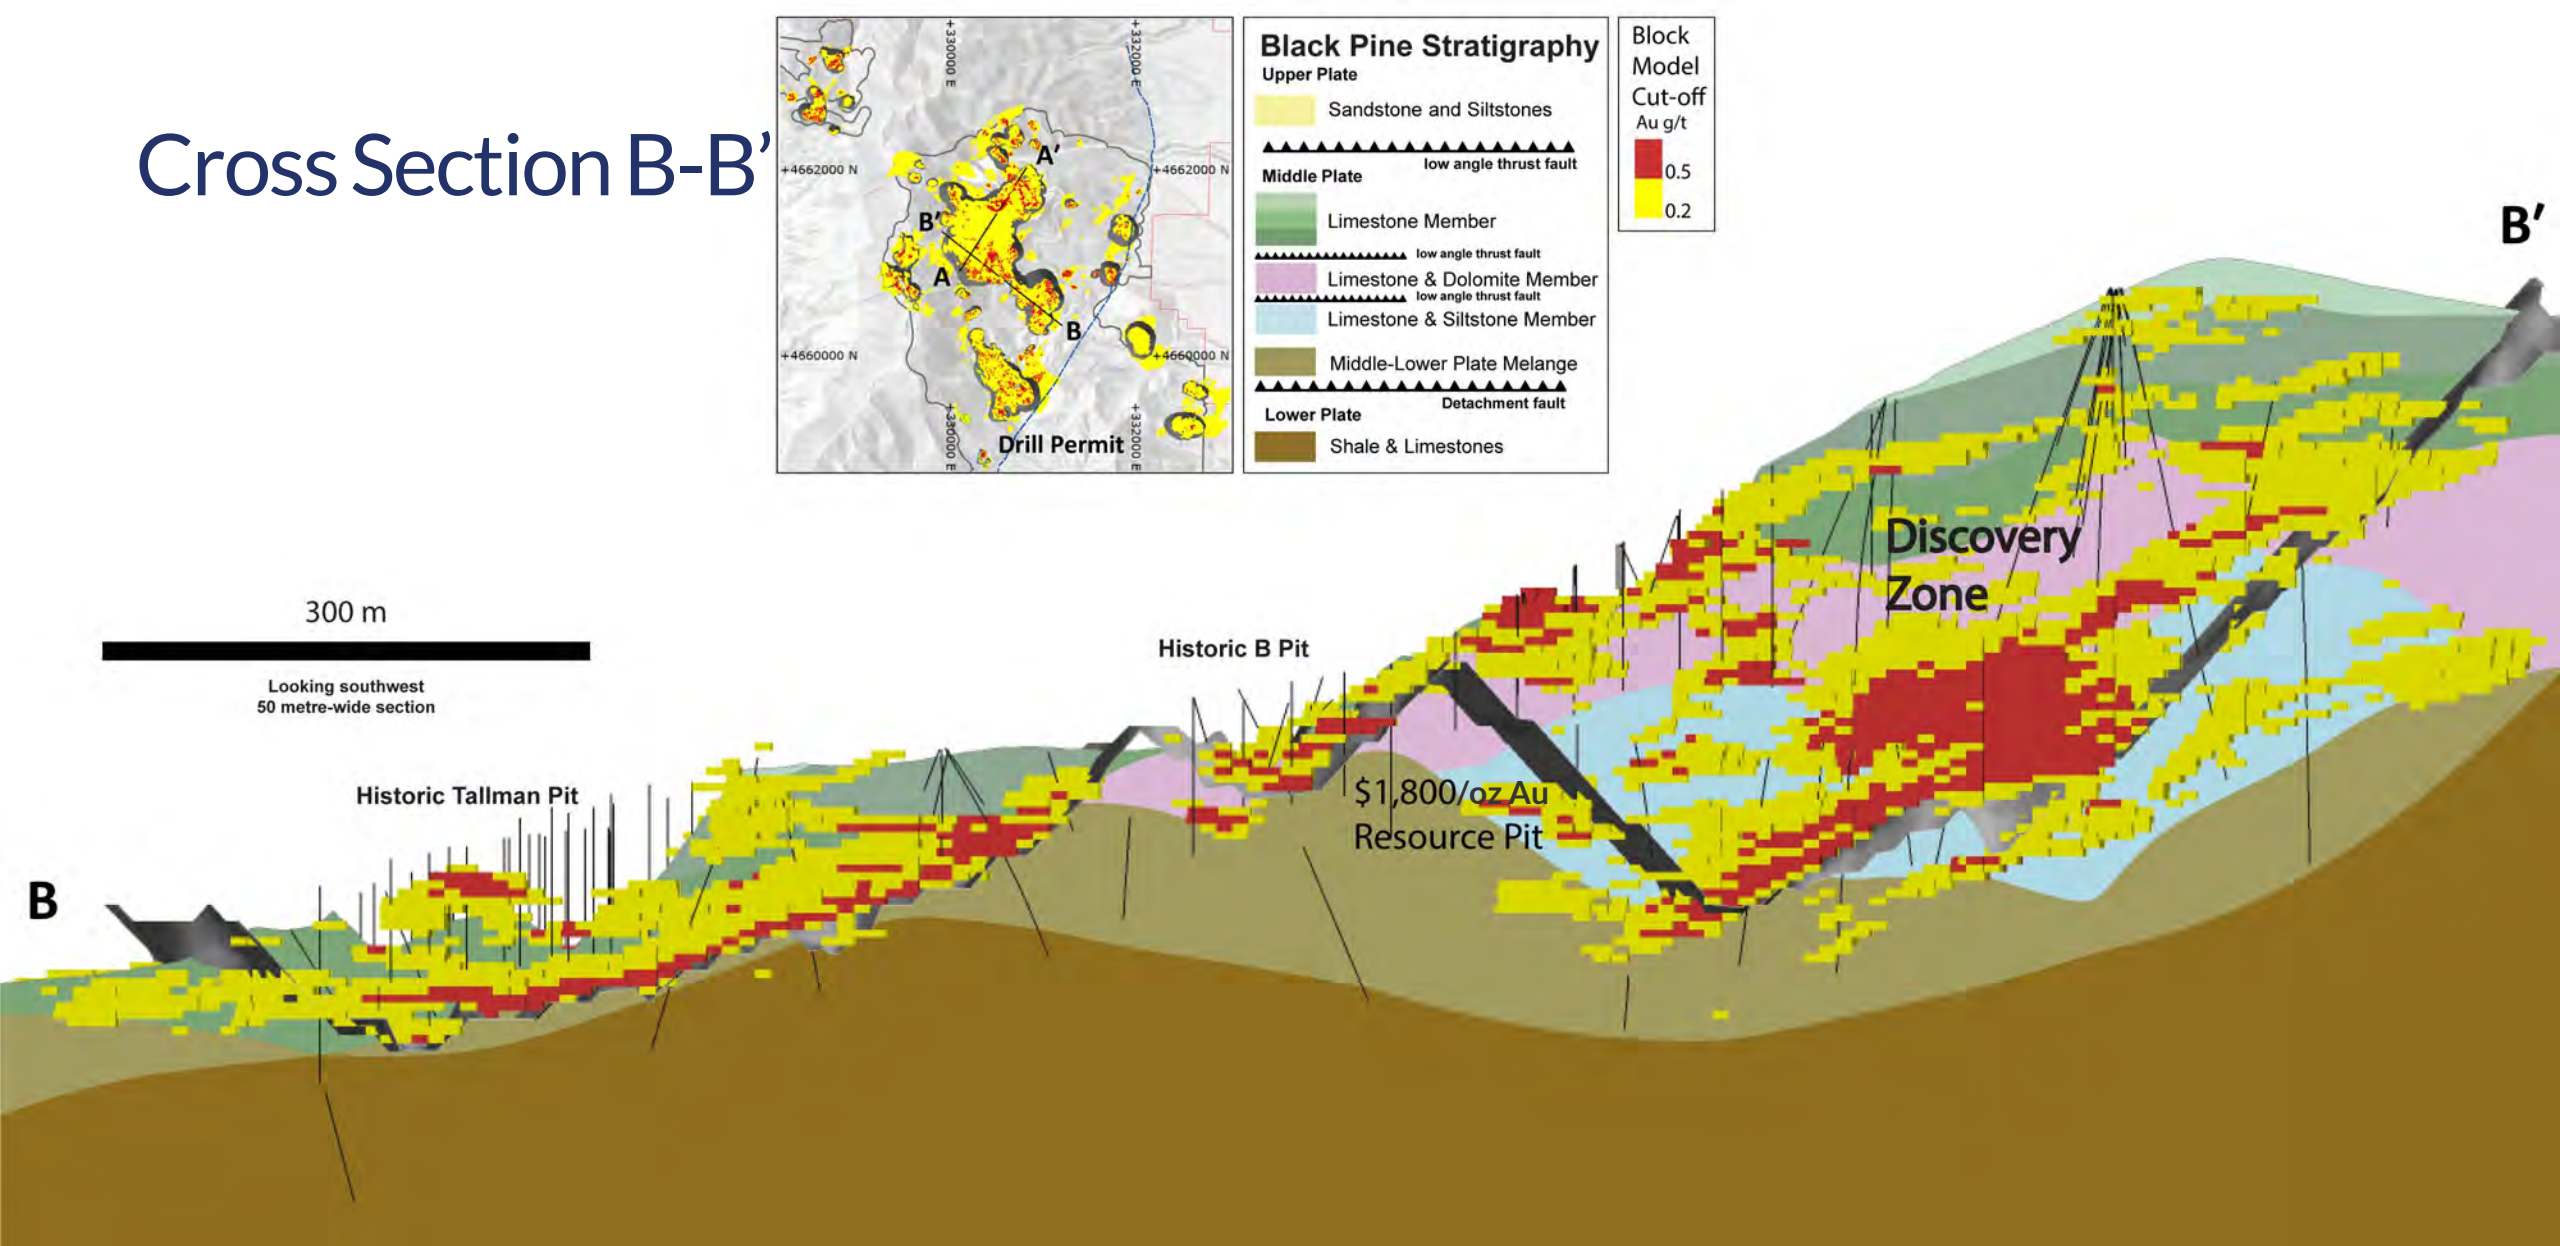 Cross Section B-B’
+330000 E
+332000 E
+4662000 N
+4662000 N
A’
B’
A
B
+4660000 N
+4660000 N
+330000 E
+332000 E
Drill Permit
Black Pine Stratigraphy
Upper Plate
Sandstone and Siltstones
low angle thrust fault
Middle Plate
Limestone Member
low angle thrust fault
Limestone & Dolomite Member
low angle thrust fault
Limestone & Siltstone Member
Middle-Lower Plate Melange
Detachment fault
Lower Plate
Shale & Limestones
Block
Model
Cut-off
Au g/t
0.5
0.2
B’
Discovery
Zone
300 m
Looking southwest
50 metre-wide section
Historic B Pit
Historic Tallman Pit
$1,800/oz Au
Resource Pit
B